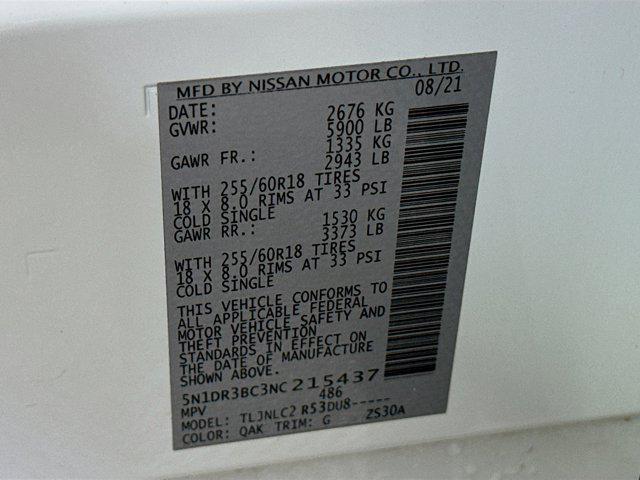 MFD BY NISSAN MOTOR CO., LTD.
DATE: 08/21
GVWR: 2676 KG
5900 LB
GAWR FR.: 1335 KG
2943 LB
WITH 255/60R18 TIRES
18 X 8.0 RIMS AT 33 PSI
COLD SINGLE
GAWR RR.: 1530 KG
3373 LB
WITH 255/60R18 TIRES
18 X 8.0 RIMS AT 33 PSI
COLD SINGLE
THIS VEHICLE CONFORMS TO
ALL APPLICABLE FEDERAL
MOTOR VEHICLE SAFETY AND
THEFT PREVENTION
STANDARDS IN EFFECT ON
THE DATE OF MANUFACTURE
SHOWN ABOVE.
5N1DR3BC3NC215437
MPV 486
MODEL: TLJNLC2 R53DU8-----
COLOR: QAK TRIM: G ZS30A